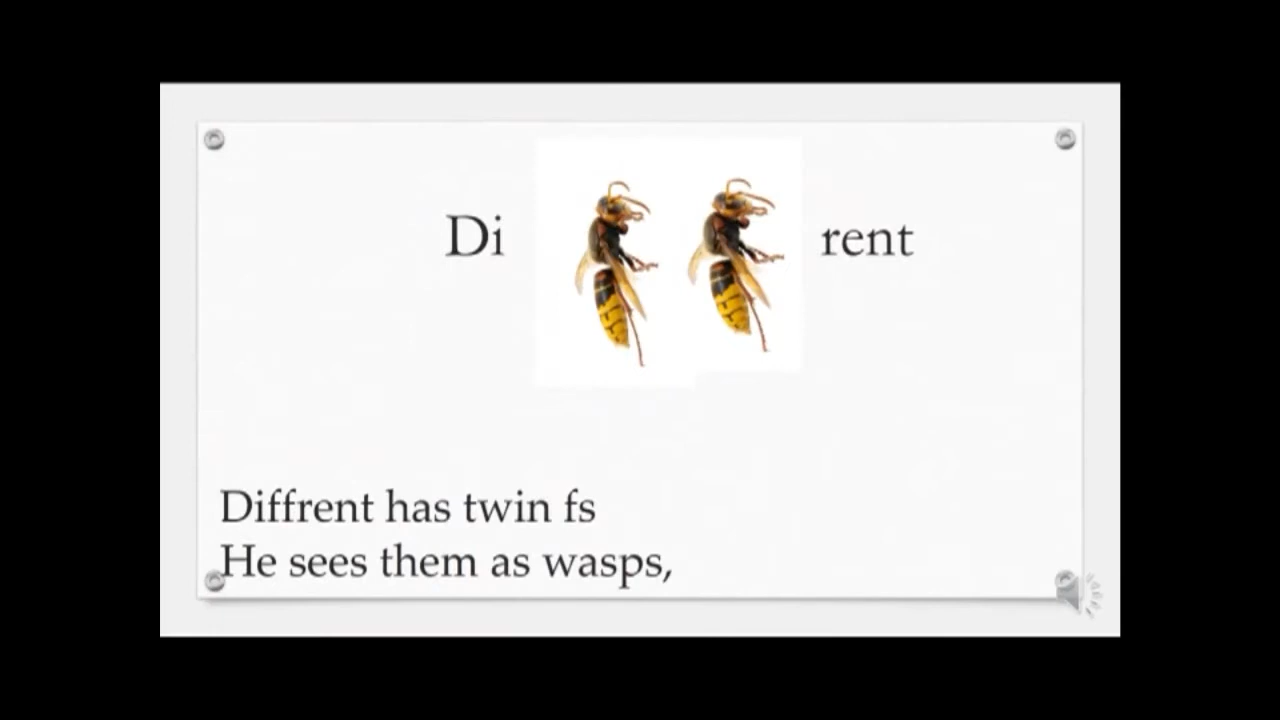 Di rent
Diffrent has twin fs
He sees them as wasps,